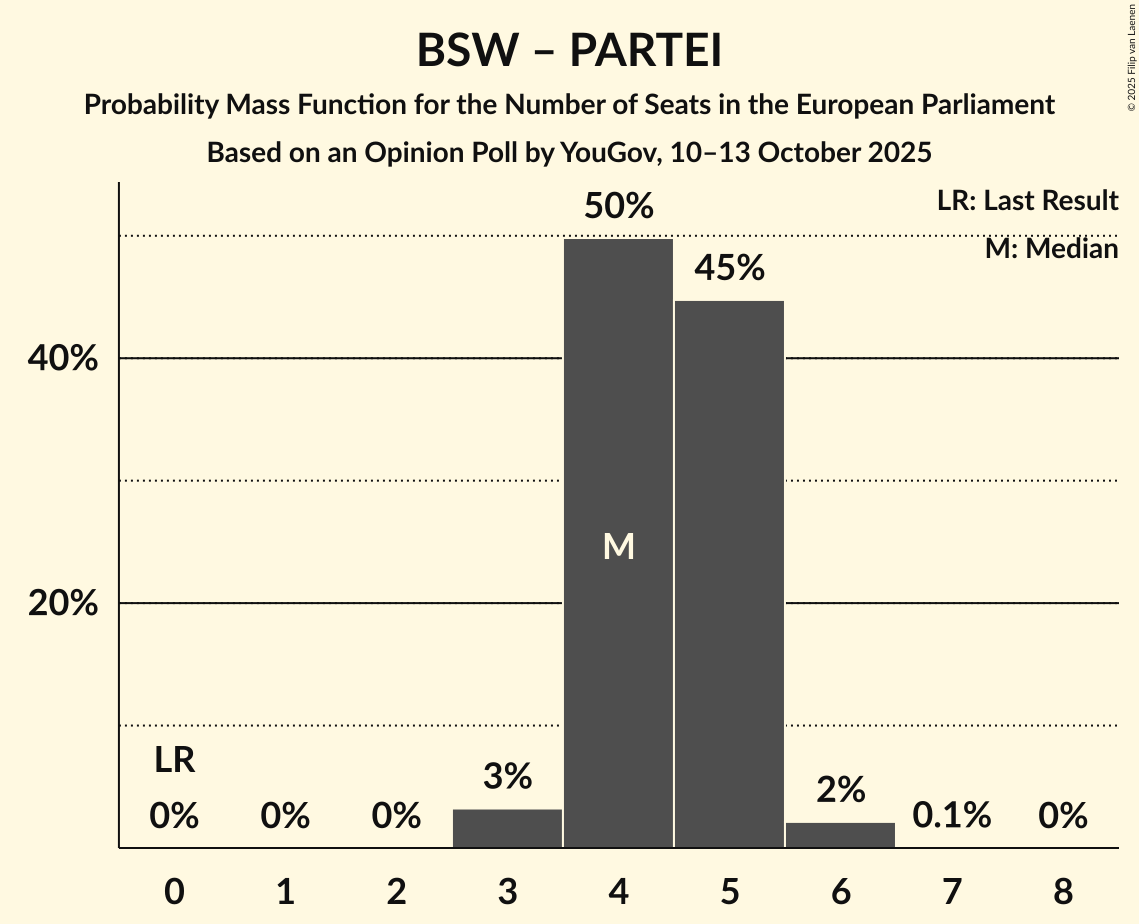 BSW – PARTEI
Probability Mass Function for the Number of Seats in the European Parliament
Based on an Opinion Poll by YouGov, 10–13 October 2025
© 2025 Filip van Laenen
LR: Last Result
M: Median
50%
45%
40%
M
20%
LR
0%
0%
0%
3%
2%
0.1%
0%
0 1 2 3 4 5 6 7 8